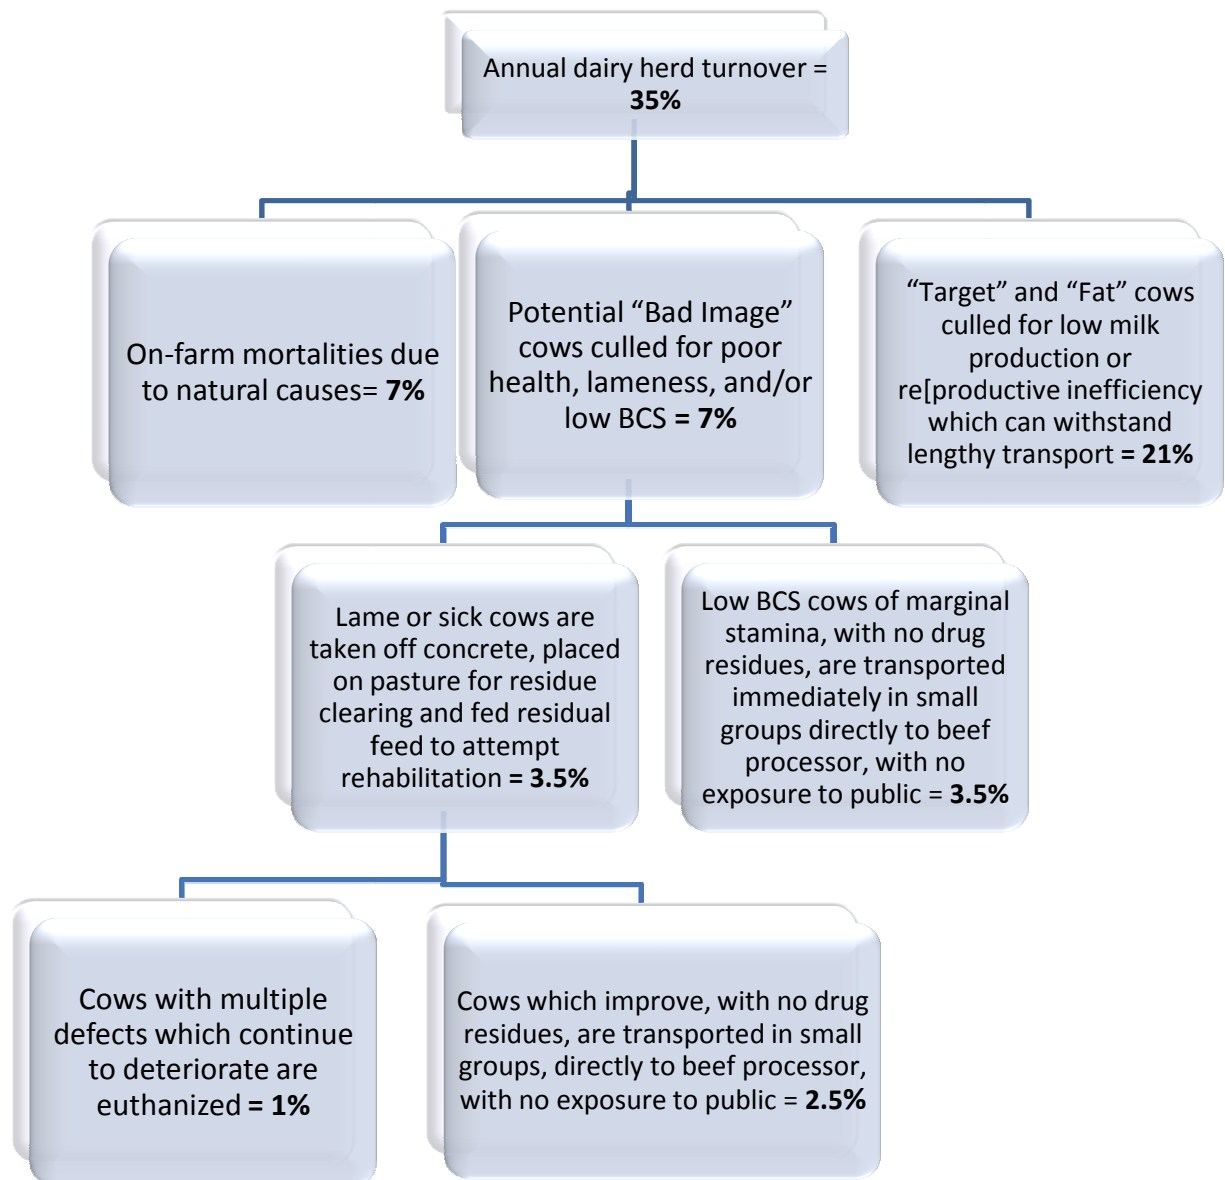 Annual dairy herd turnover =
35%
On-farm mortalities due
to natural causes= 7%
Potential “Bad Image”
cows culled for poor
health, lameness, and/or
low BCS = 7%
“Target” and “Fat” cows
culled for low milk
production or
re[productive inefficiency
which can withstand
lengthy transport = 21%
Lame or sick cows are
taken off concrete, placed
on pasture for residue
clearing and fed residual
feed to attempt
rehabilitation = 3.5%
Low BCS cows of marginal
stamina, with no drug
residues, are transported
immediately in small
groups directly to beef
processor, with no
exposure to public = 3.5%
Cows with multiple
defects which continue
to deteriorate are
euthanized = 1%
Cows which improve, with no drug
residues, are transported in small
groups, directly to beef processor,
with no exposure to public = 2.5%